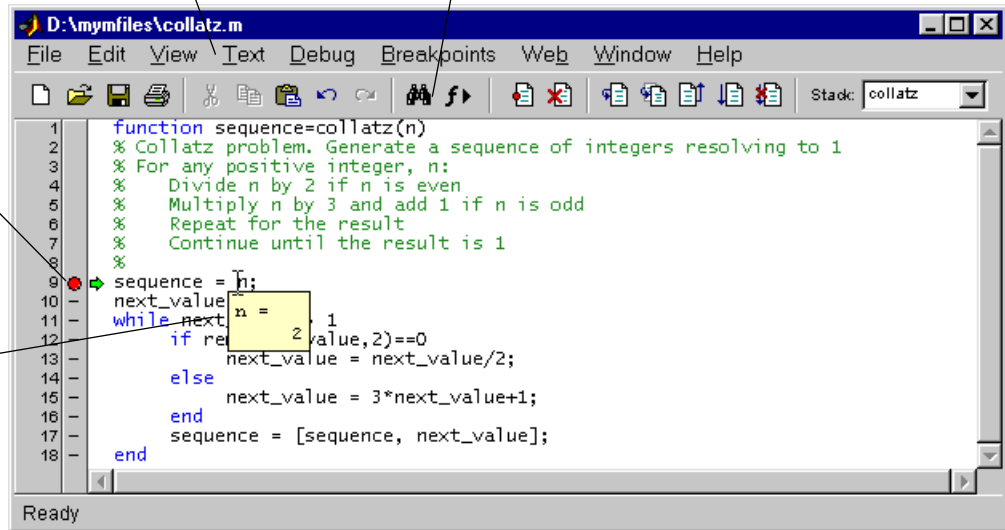 D:\mymfiles\collatz.m
File Edit View Text Debug Breakpoints Web Window Help
Stack: collatz
1 function sequence=collatz(n)
2 % Collatz problem. Generate a sequence of integers resolving to 1
3 % For any positive integer, n:
4 % Divide n by 2 if n is even
5 % Multiply n by 3 and add 1 if n is odd
6 % Repeat for the result
7 % Continue until the result is 1
8 %
9 sequence = n;
10 – next_value
11 – while next_ 1
12 – if re value,2)==0
13 – next_value = next_value/2;
14 – else
15 – next_value = 3*next_value+1;
16 – end
17 – sequence = [sequence, next_value];
18 – end
n =
2
Ready